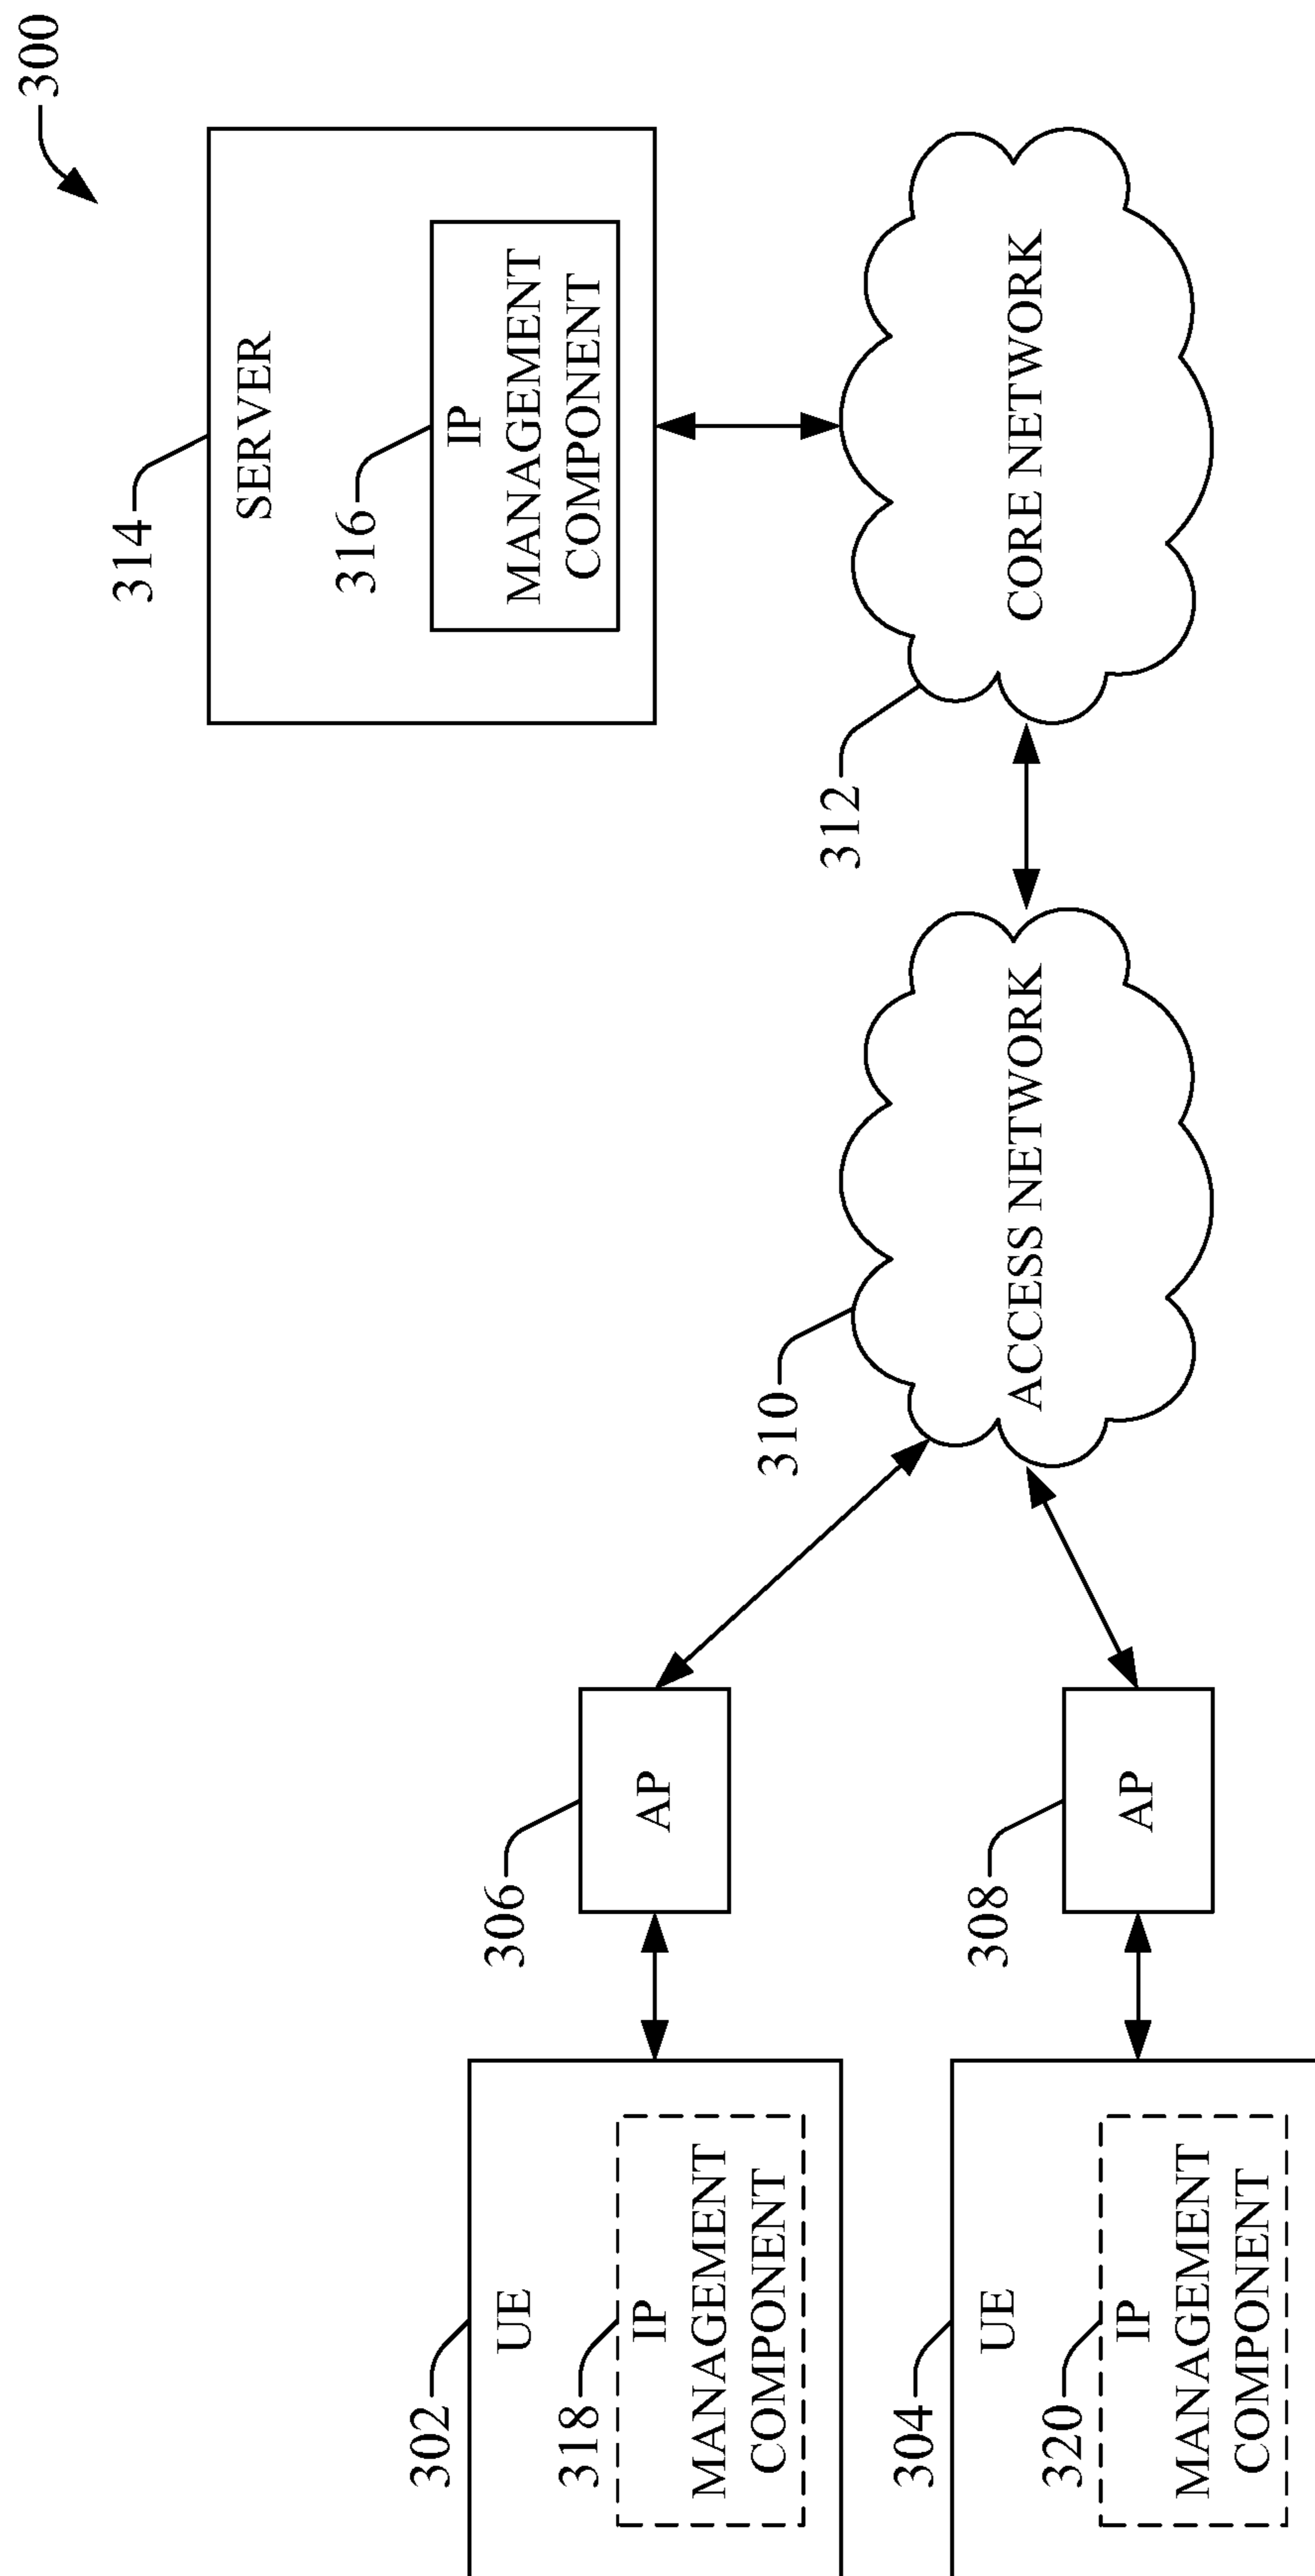 300
314
SERVER
316
IP
MANAGEMENT
COMPONENT
302
UE
318
IP
MANAGEMENT
COMPONENT
306
AP
310
ACCESS NETWORK
312
CORE NETWORK
304
UE
320
IP
MANAGEMENT
COMPONENT
308
AP